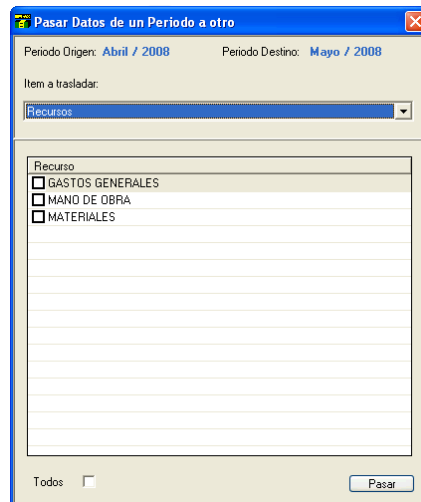 Pasar Datos de un Periodo a otro
Periodo Origen: Abril / 2008 Periodo Destino: Mayo / 2008
Item a trasladar:
Recursos
Recurso
GASTOS GENERALES
MANO DE OBRA
MATERIALES
Todos Pasar